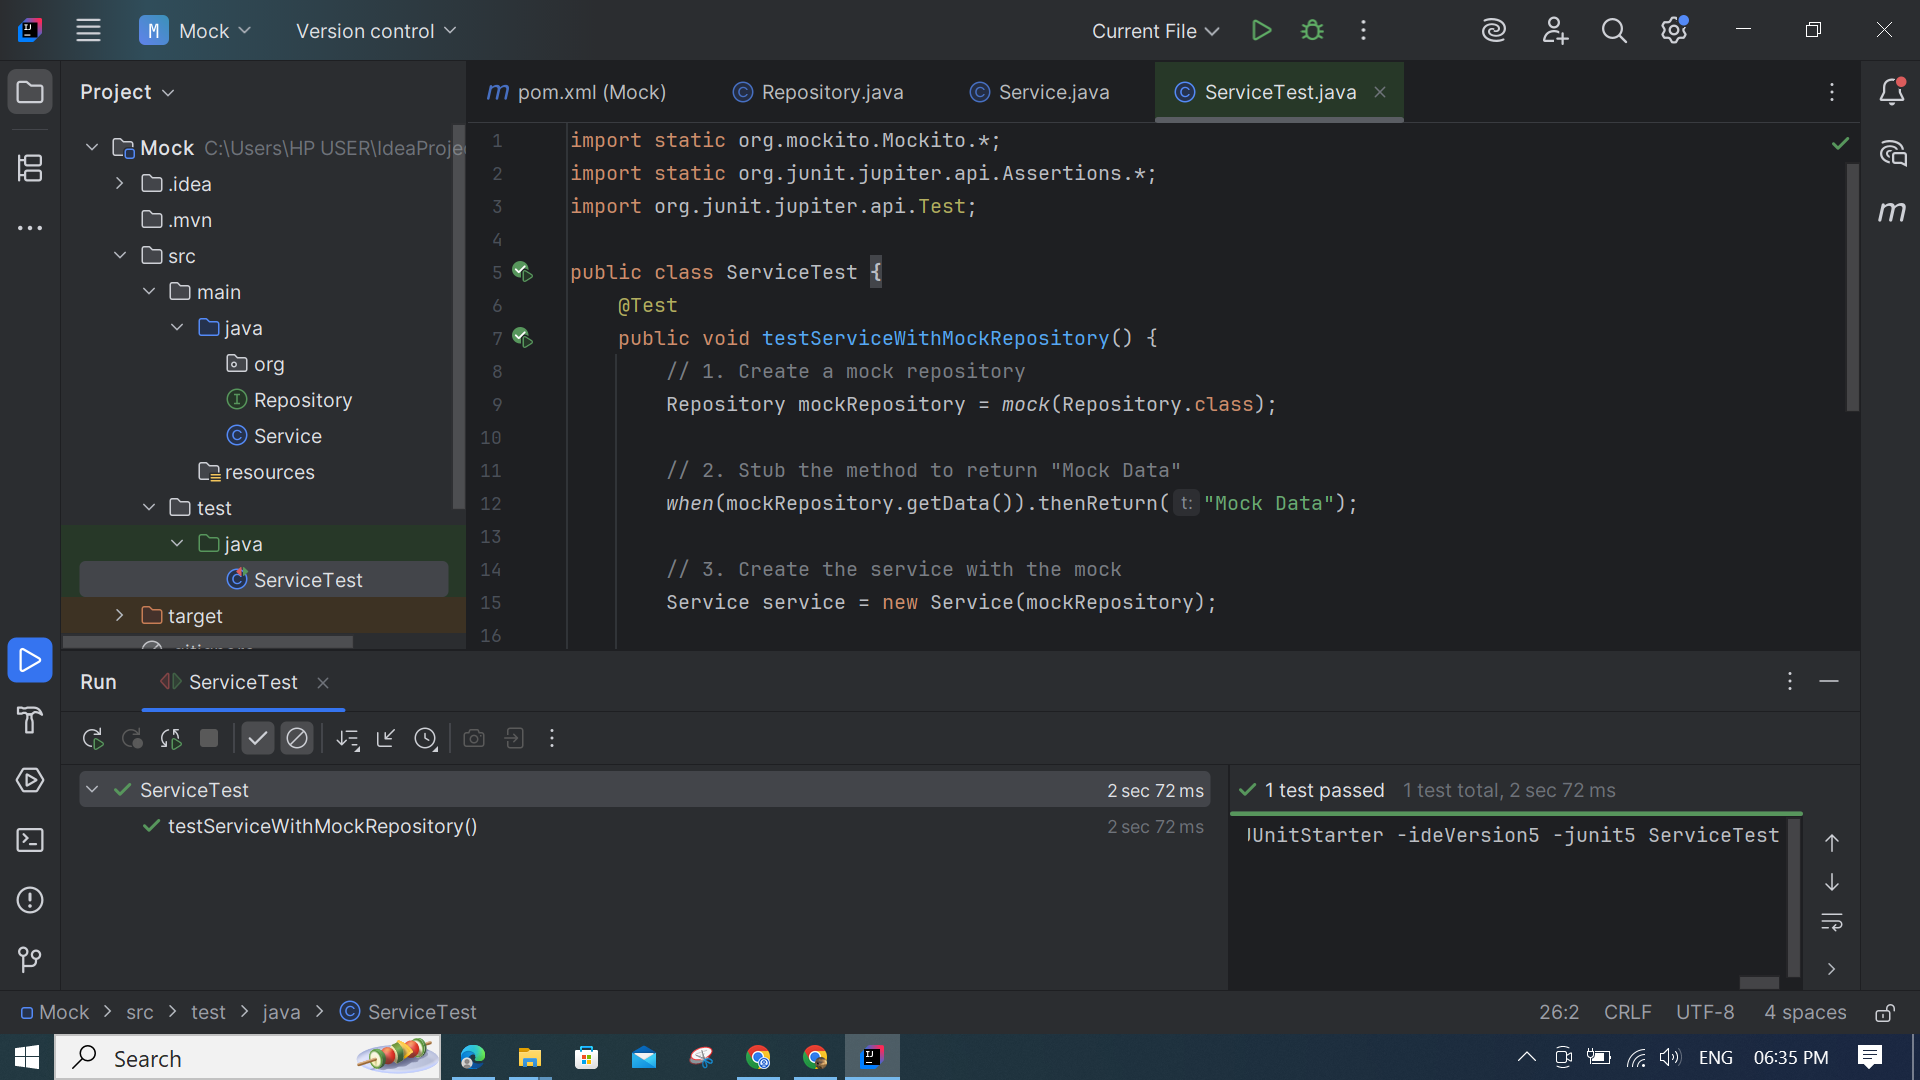 M Mock Version control Current File
Project
pom.xml (Mock) Repository.java Service.java ServiceTest.java
Mock C:\Users\HP USER\IdeaProje
.idea
.mvn
src
main
java
org
Repository
Service
resources
test
java
ServiceTest
target
1 import static org.mockito.Mockito.*;
2 import static org.junit.jupiter.api.Assertions.*;
3 import org.junit.jupiter.api.Test;
4
5 public class ServiceTest {
6 @Test
7 public void testServiceWithMockRepository() {
8 // 1. Create a mock repository
9 Repository mockRepository = mock(Repository.class);
10
11 // 2. Stub the method to return "Mock Data"
12 when(mockRepository.getData()).thenReturn( t: "Mock Data");
13
14 // 3. Create the service with the mock
15 Service service = new Service(mockRepository);
16
Run ServiceTest
ServiceTest 2 sec 72 ms
testServiceWithMockRepository() 2 sec 72 ms
1 test passed 1 test total, 2 sec 72 ms
UnitStarter -ideVersion5 -junit5 ServiceTest
Mock > src > test > java > ServiceTest 26:2 CRLF UTF-8 4 spaces
Search ENG 06:35 PM